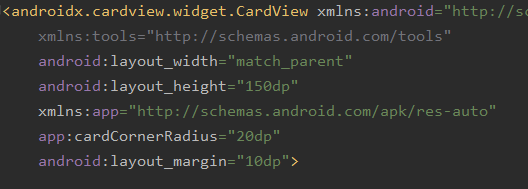 <androidx.cardview.widget.CardView xmlns:android="http://s
xmlns:tools="http://schemas.android.com/tools"
android:layout_width="match_parent"
android:layout_height="150dp"
xmlns:app="http://schemas.android.com/apk/res-auto"
app:cardCornerRadius="20dp"
android:layout_margin="10dp">